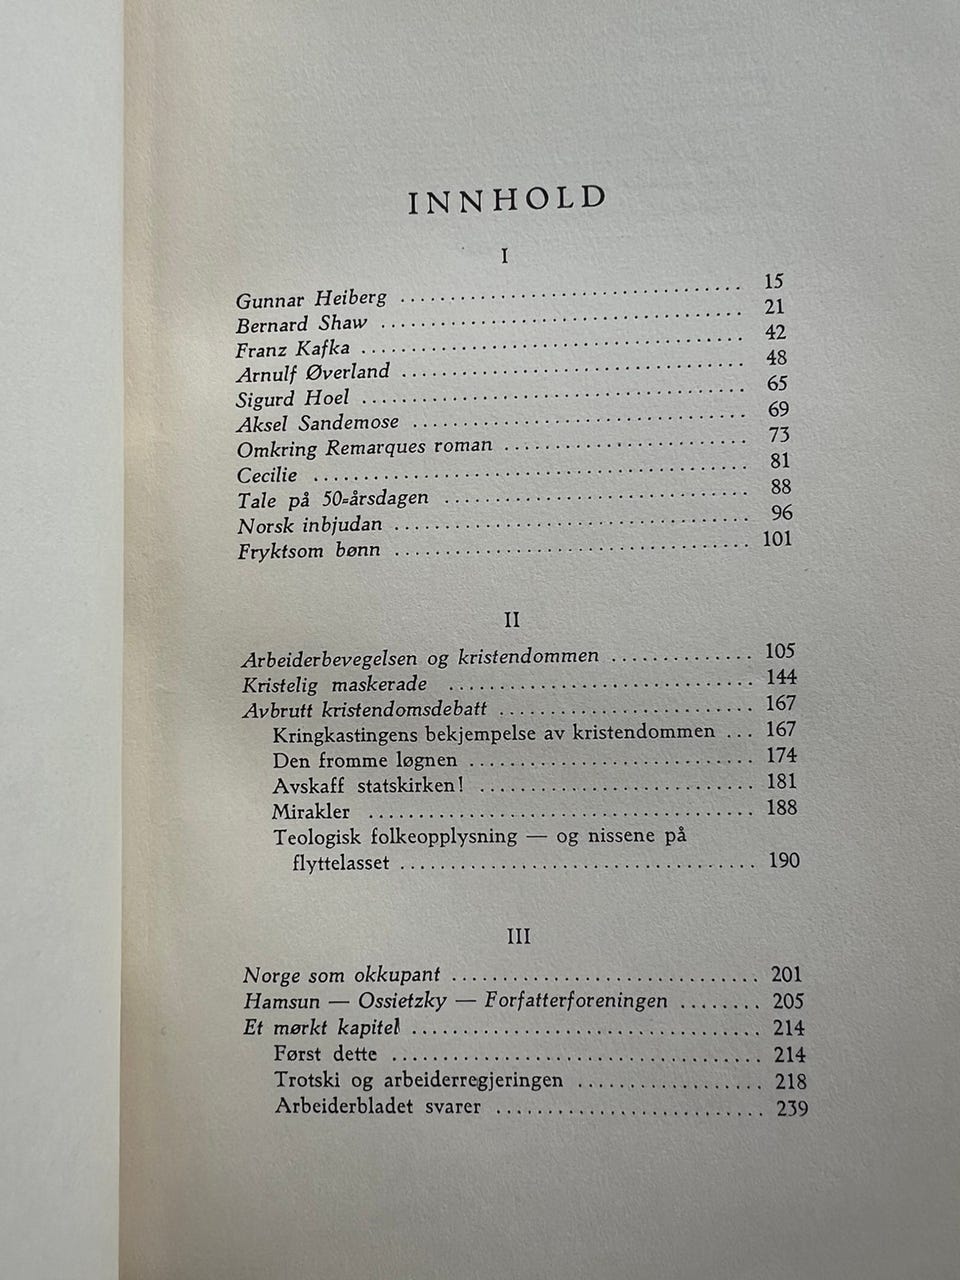 INNHOLD
I
Gunnar Heiberg .................................. 15
Bernard Shaw .................................... 21
Franz Kafka ...................................... 42
Arnulf Øverland .................................. 48
Sigurd Hoel ...................................... 65
Aksel Sandemose ................................. 69
Omkring Remarques roman ........................ 73
Cecilie ........................................... 81
Tale på 50-årsdagen .............................. 88
Norsk inbjudan ................................... 96
Fryktsom bønn ................................... 101
II
Arbeiderbevegelsen og kristendommen .............. 105
Kristelig maskerade .............................. 144
Avbrutt kristendomsdebatt ......................... 167
Kringkastingens bekjempelse av kristendommen ... 167
Den fromme løgnen ............................. 174
Avskaff statskirken! ............................ 181
Mirakler ....................................... 188
Teologisk folkeopplysning — og nissene på
flyttelasset .................................... 190
III
Norge som okkupant ............................... 201
Hamsun — Ossietzky — Forfatterforeningen ........ 205
Et mørkt kapitel ................................... 214
Først dette ..................................... 214
Trotski og arbeiderregjeringen ................... 218
Arbeiderbladet svarer ........................... 239